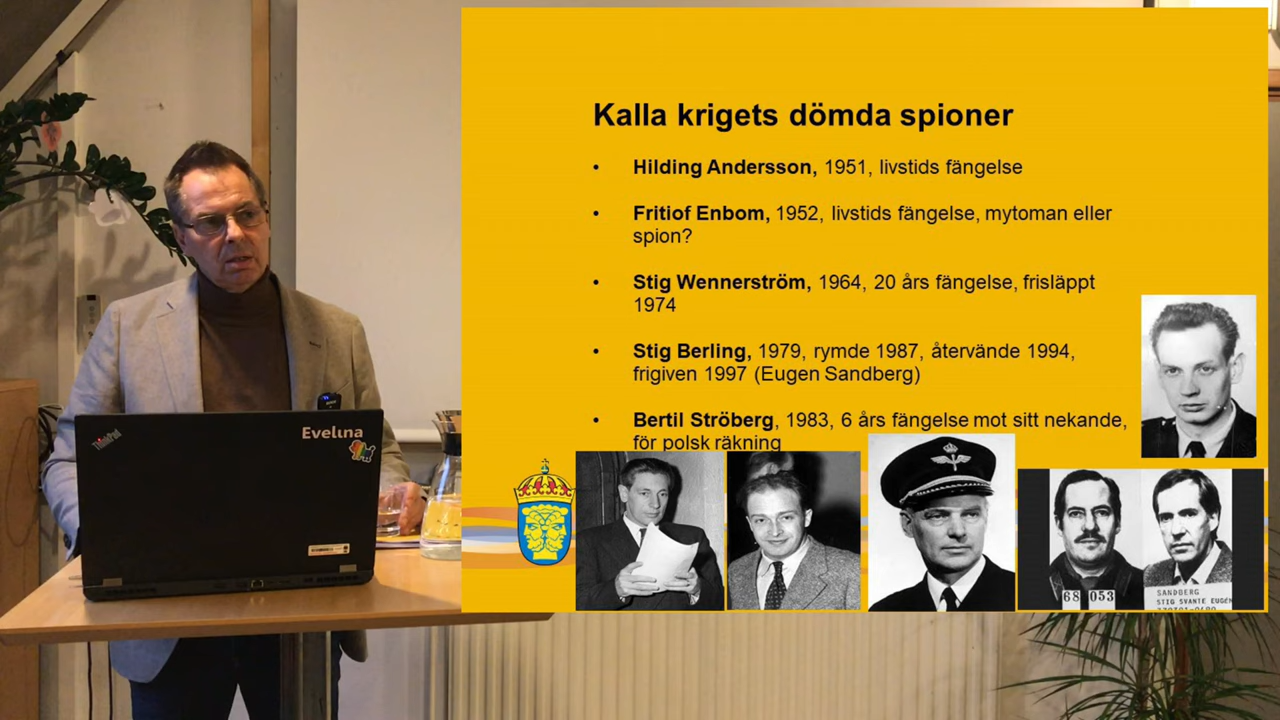 Kalla krigets dömda spioner
• Hilding Andersson, 1951, livstids fängelse
• Fritiof Enbom, 1952, livstids fängelse, mytoman eller
spion?
• Stig Wennerström, 1964, 20 års fängelse, frisläppt
1974
• Stig Berling, 1979, rymde 1987, återvände 1994,
frigiven 1997 (Eugen Sandberg)
• Bertil Ströberg, 1983, 6 års fängelse mot sitt nekande,
för polsk räkning
68 053
SANDBERG
STIG SVANTE EUGEN
ThinkPad
Evelina